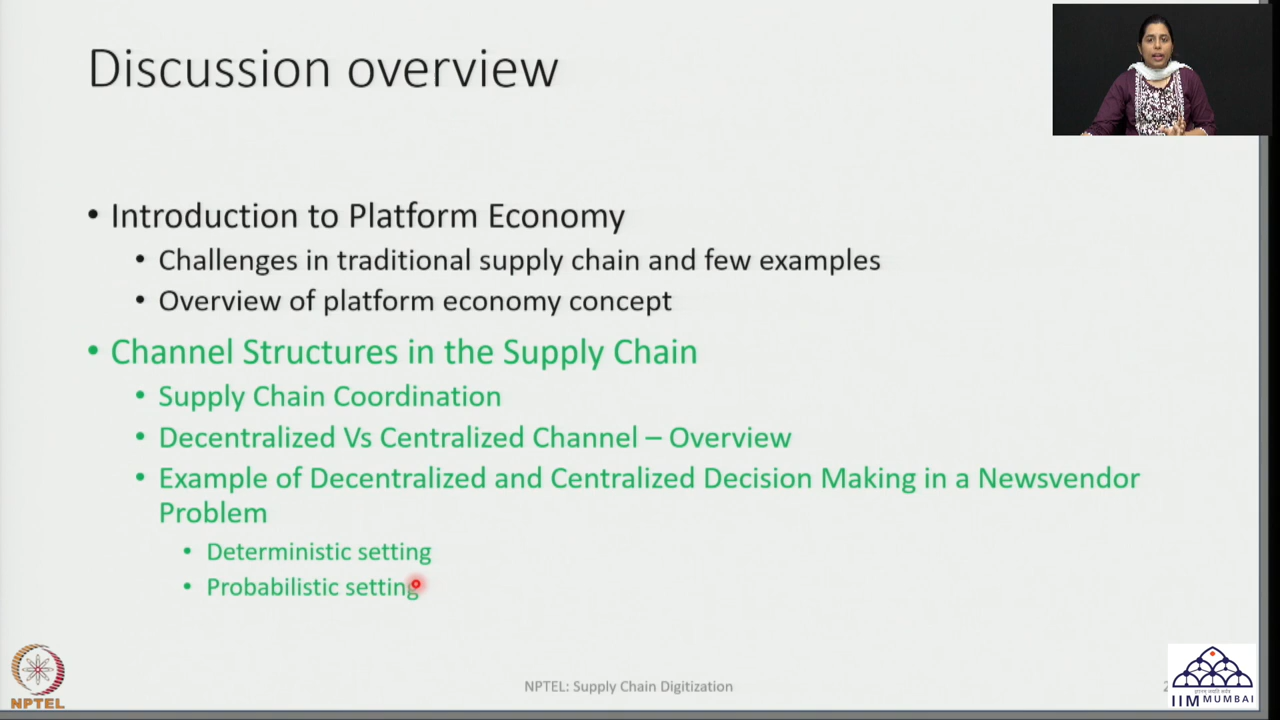 Discussion overview
• Introduction to Platform Economy
• Challenges in traditional supply chain and few examples
• Overview of platform economy concept
• Channel Structures in the Supply Chain
• Supply Chain Coordination
• Decentralized Vs Centralized Channel – Overview
• Example of Decentralized and Centralized Decision Making in a Newsvendor
Problem
• Deterministic setting
• Probabilistic setting
NPTEL
NPTEL: Supply Chain Digitization
IIM MUMBAI